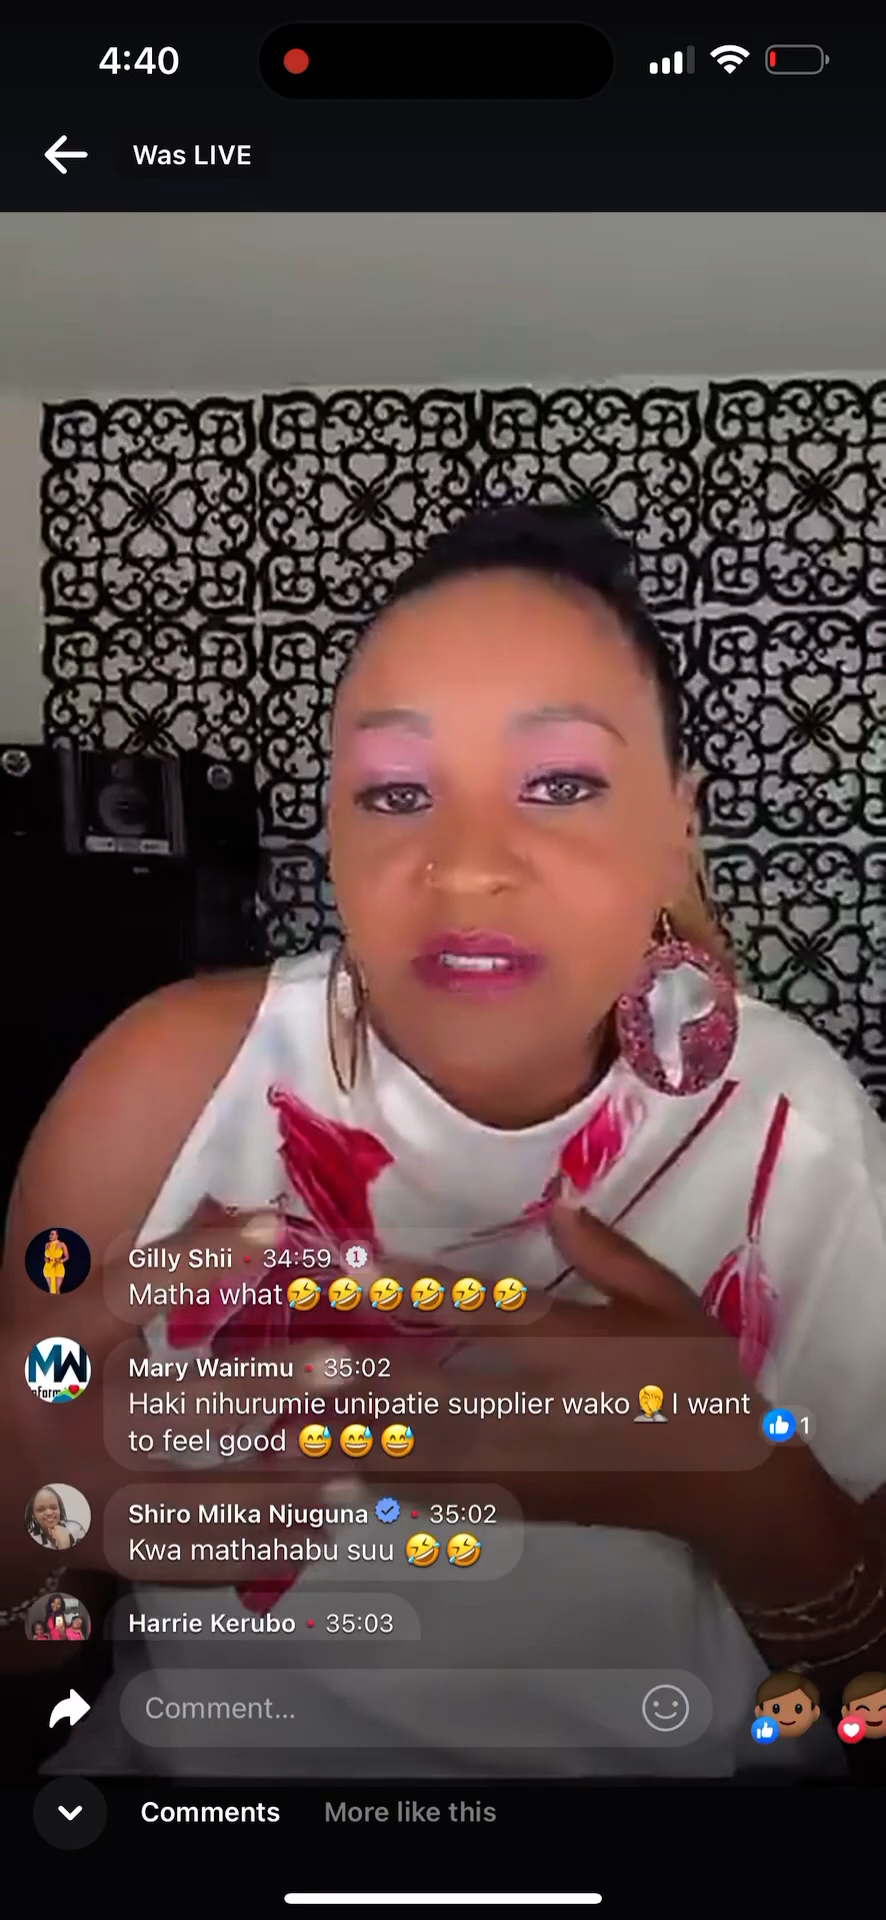 4:40
Was LIVE
Gilly Shii • 34:59 1
Matha what🤣🤣🤣🤣🤣🤣
MW
Mary Wairimu • 35:02
Haki nihurumie unipatie supplier wako🤦I want
to feel good 😅😅😅
1
Shiro Milka Njuguna • 35:02
Kwa mathahabu suu 🤣🤣
Harrie Kerubo • 35:03
Comment...
Comments
More like this